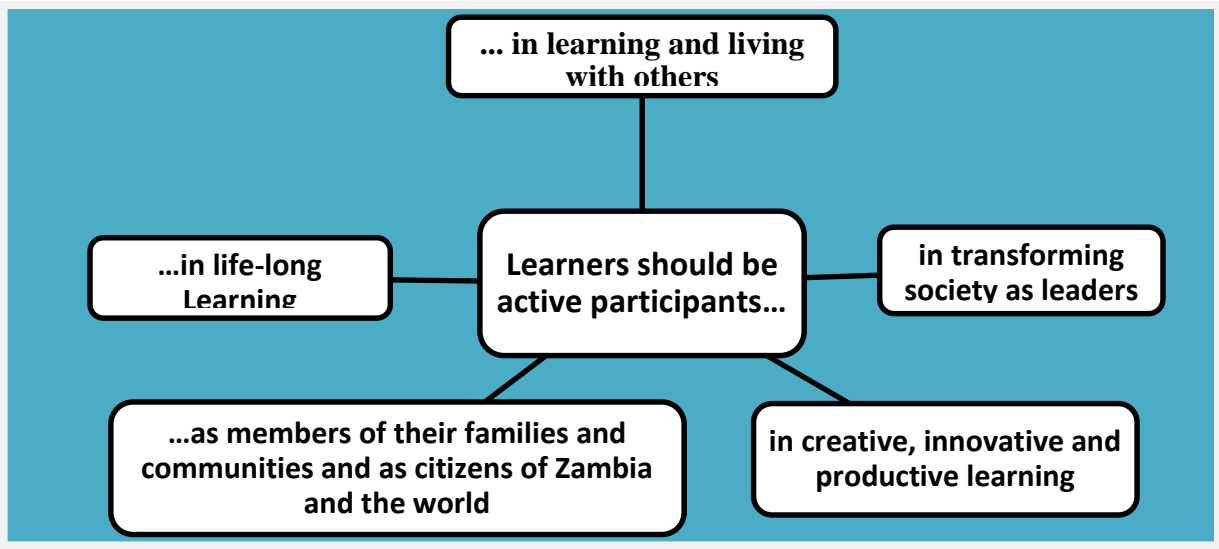 ... in learning and living
with others
...in life-long
Learning
Learners should be
active participants...
in transforming
society as leaders
...as members of their families and
communities and as citizens of Zambia
and the world
in creative, innovative and
productive learning